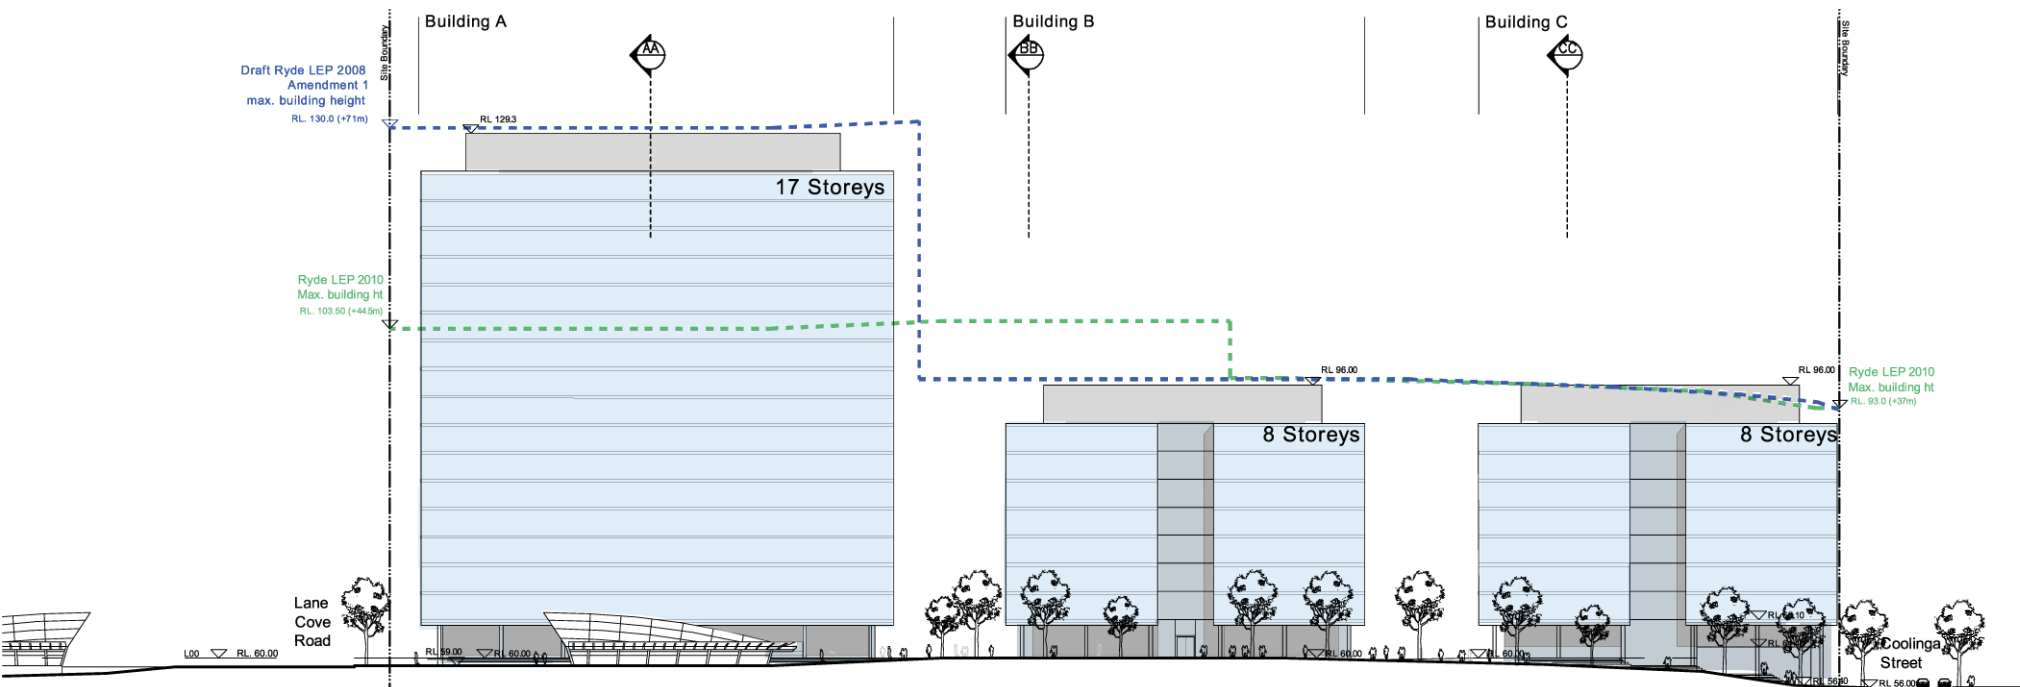 Building A
Building B
Building C
Site Boundary
Site Boundary
AA
BB
CC
Draft Ryde LEP 2008
Amendment 1
max. building height
RL. 130.0 (+71m)
RL 129.3
17 Storeys
Ryde LEP 2010
Max. building ht
RL. 103.50 (+44.5m)
RL 96.00
RL 96.00
Ryde LEP 2010
Max. building ht
RL. 93.0 (+37m)
8 Storeys
8 Storeys
Lane
Cove
Road
L00
RL. 60.00
RL 59.00
RL 60.00
RL 60.00
RL 60.00
Coolinga
Street
RL 56.00